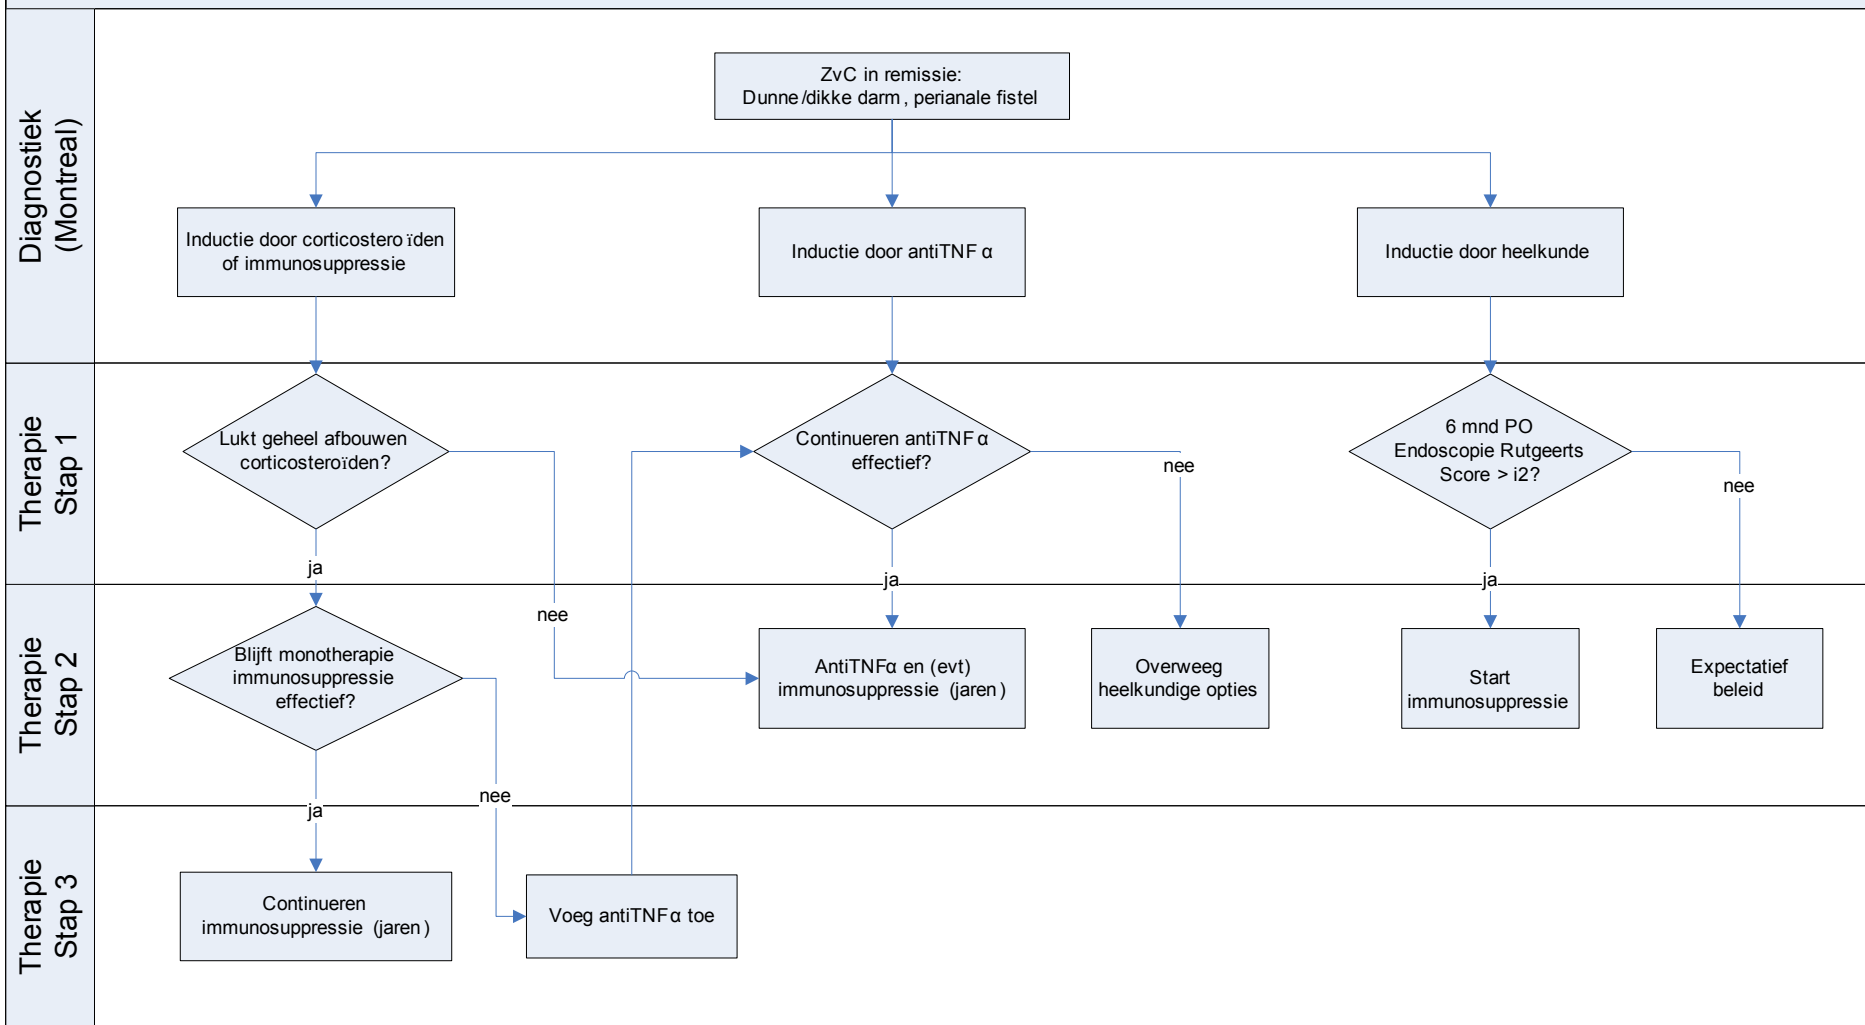 Diagnostiek
(Montreal)
ZvC in remissie:
Dunne/dikke darm, perianale fistel
Inductie door corticosteroïden
of immunosuppressie
Inductie door antiTNF α
Inductie door heelkunde
Therapie
Stap 1
Lukt geheel afbouwen
corticosteroïden?
Continueren antiTNF α
effectief?
6 mnd PO
Endoscopie Rutgeerts
Score > i2?
nee
nee
ja
ja
ja
Therapie
Stap 2
nee
Blijft monotherapie
immunosuppressie
effectief?
AntiTNFα en (evt)
immunosuppressie (jaren)
Overweeg
heelkundige opties
Start
immunosuppressie
Expectatief
beleid
nee
ja
Therapie
Stap 3
Continueren
immunosuppressie (jaren)
Voeg antiTNFα toe